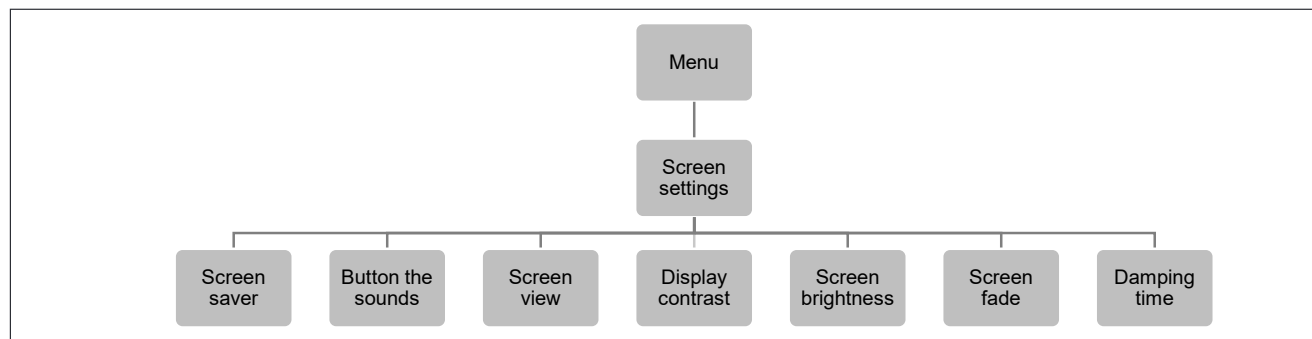 Menu
Screen
settings
Screen
saver
Button the
sounds
Screen
view
Display
contrast
Screen
brightness
Screen
fade
Damping
time